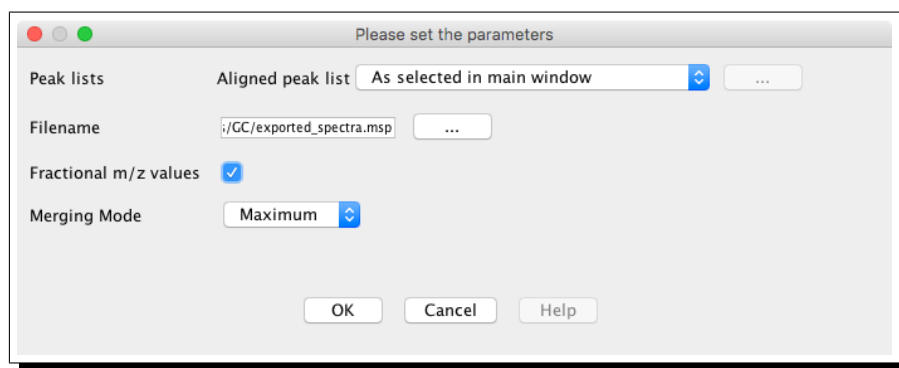 Please set the parameters
Peak lists Aligned peak list As selected in main window ...
Filename ;/GC/exported_spectra.msp ...
Fractional m/z values
Merging Mode Maximum
OK Cancel Help